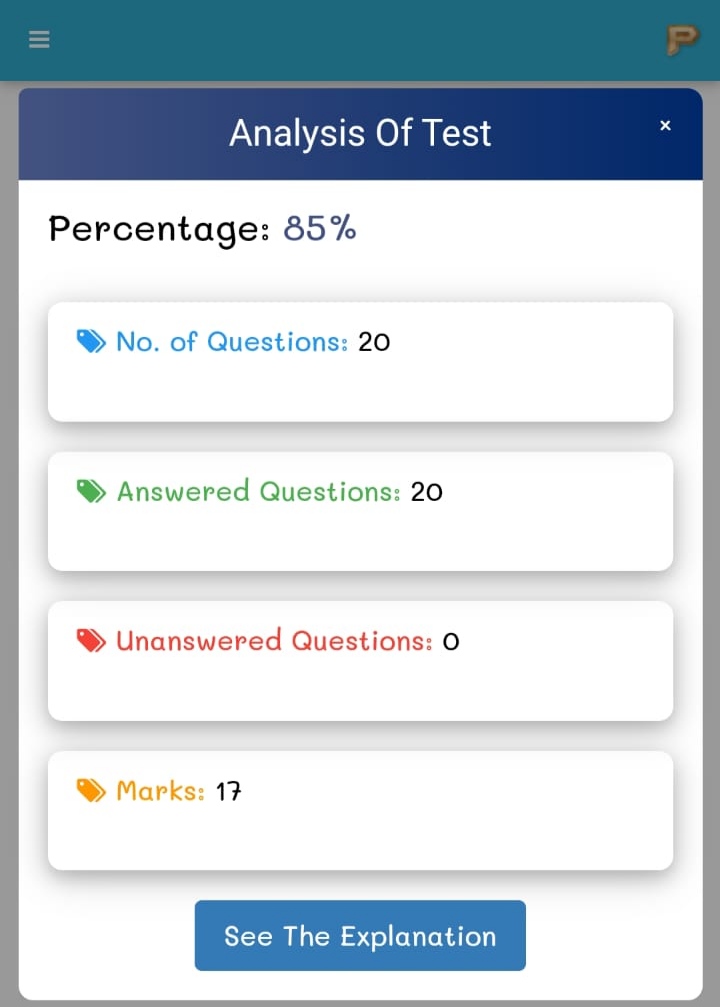 Analysis Of Test
×
Percentage: 85%
No. of Questions: 20
Answered Questions: 20
Unanswered Questions: 0
Marks: 17
See The Explanation